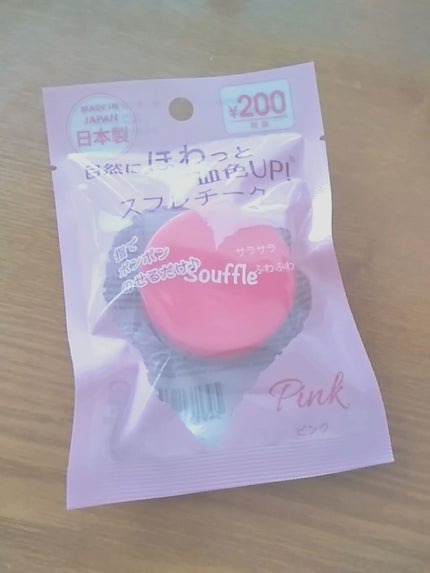 MADE IN
JAPAN
日本製
¥200
自然にほわっと
血色UP!
スフレチーク
指で
ポンポン
のせるだけ♪
Souffle
サラサラ
ふわふわ
Pink
ピンク